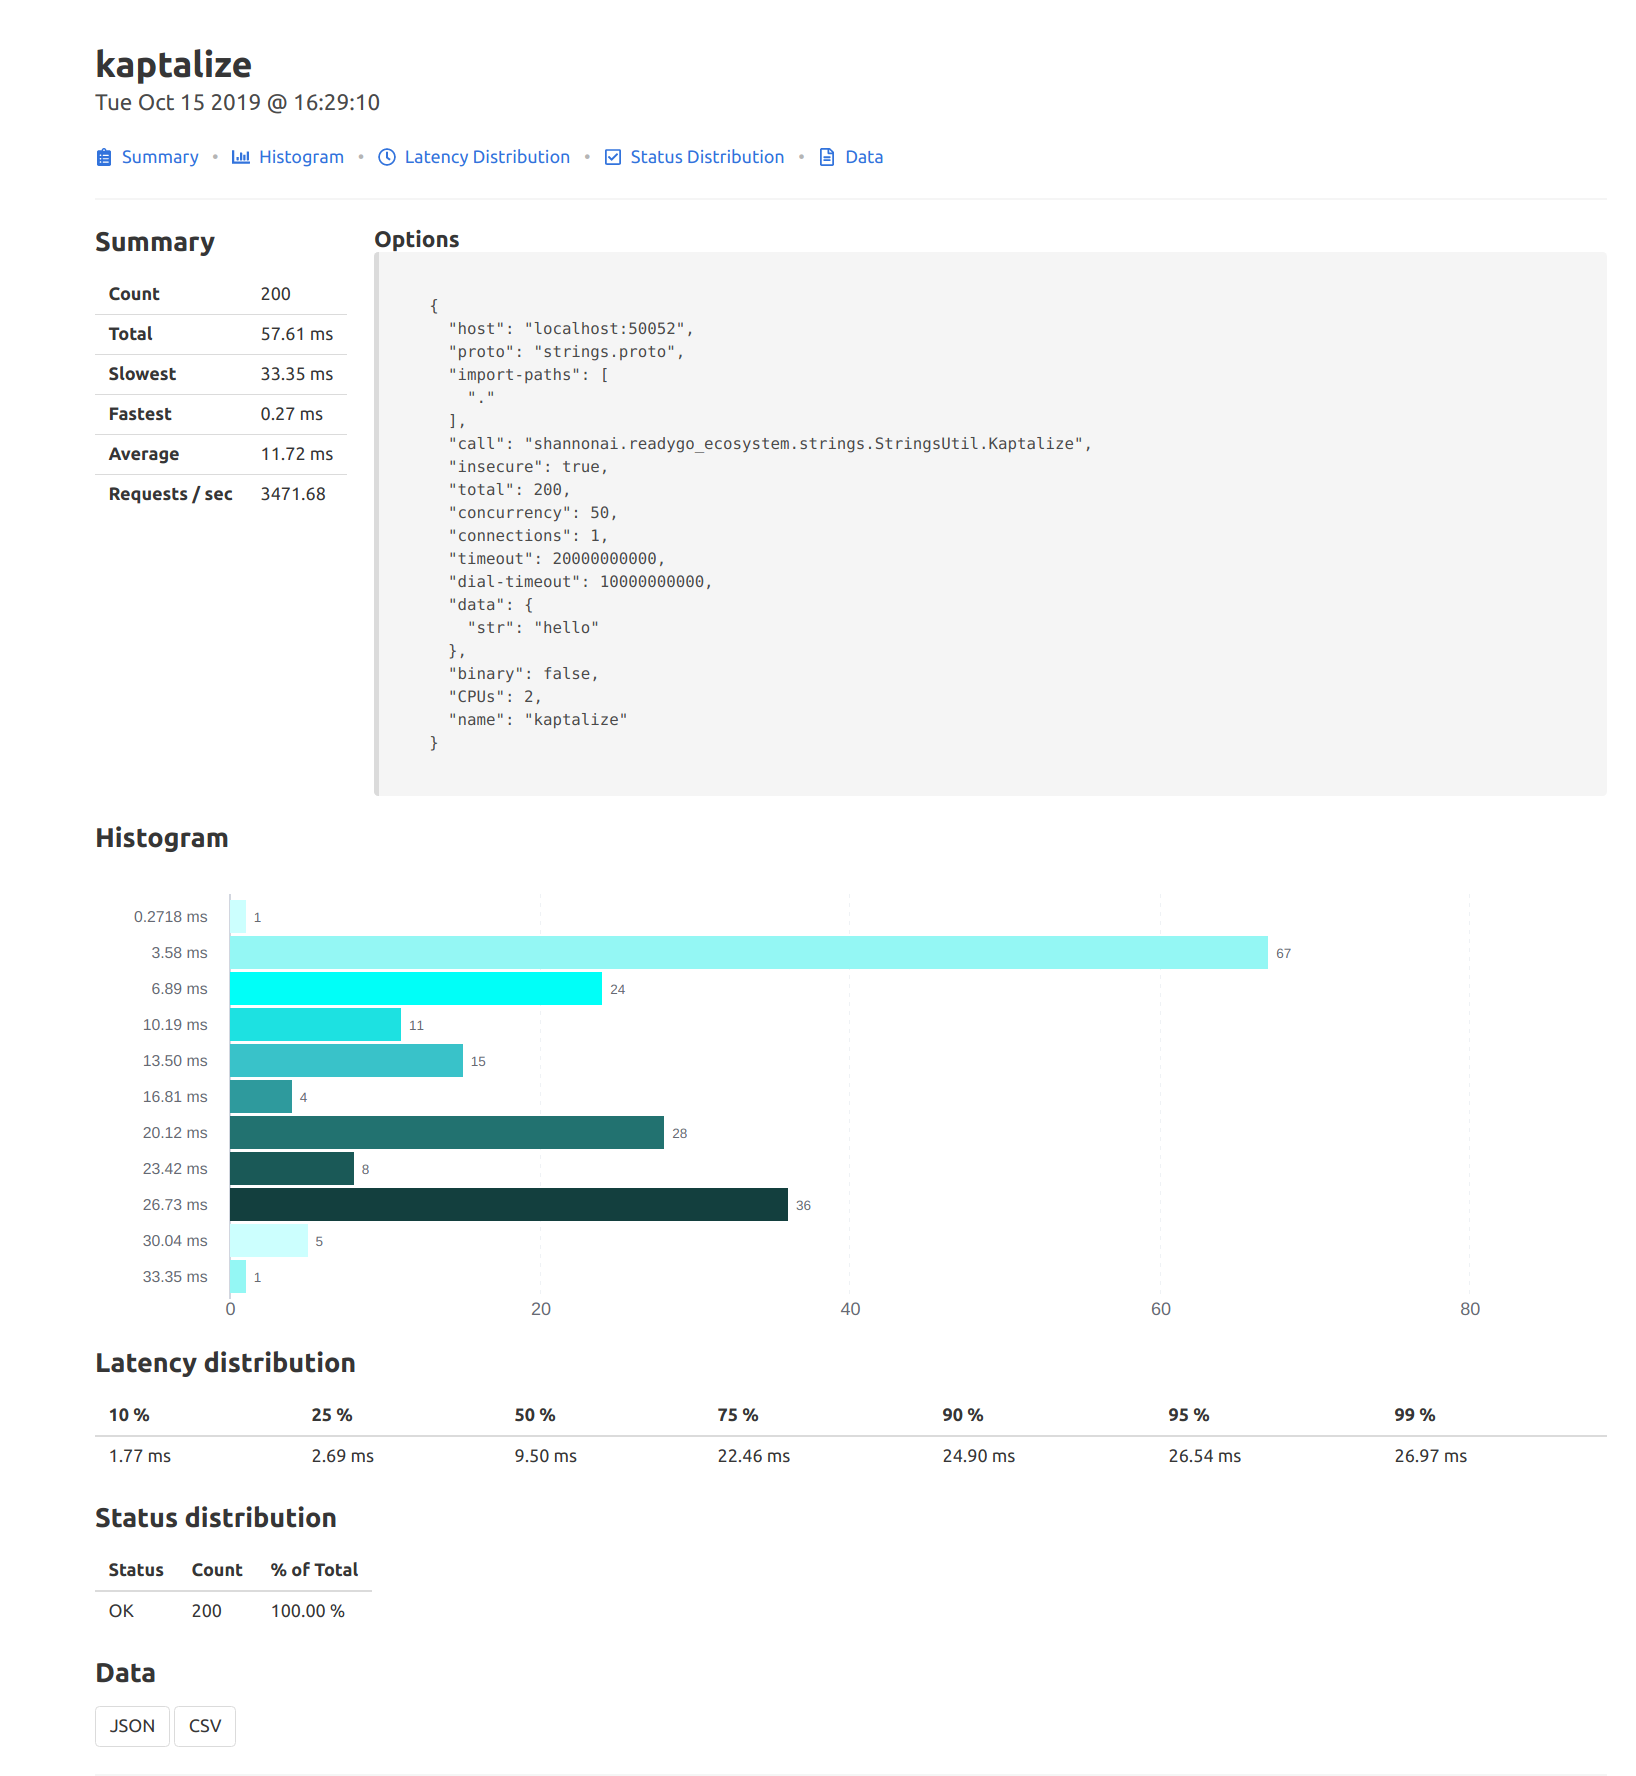 kaptalize
Tue Oct 15 2019 @ 16:29:10
Summary • Histogram • Latency Distribution • Status Distribution • Data
Summary
Count 200
Total 57.61 ms
Slowest 33.35 ms
Fastest 0.27 ms
Average 11.72 ms
Requests / sec 3471.68
Options
{
  "host": "localhost:50052",
  "proto": "strings.proto",
  "import-paths": [
    "."
  ],
  "call": "shannonai.readygo_ecosystem.strings.StringsUtil.Kaptalize",
  "insecure": true,
  "total": 200,
  "concurrency": 50,
  "connections": 1,
  "timeout": 20000000000,
  "dial-timeout": 10000000000,
  "data": {
    "str": "hello"
  },
  "binary": false,
  "CPUs": 2,
  "name": "kaptalize"
}
Histogram
0.2718 ms 1
3.58 ms 67
6.89 ms 24
10.19 ms 11
13.50 ms 15
16.81 ms 4
20.12 ms 28
23.42 ms 8
26.73 ms 36
30.04 ms 5
33.35 ms 1
0 20 40 60 80
Latency distribution
10 % 25 % 50 % 75 % 90 % 95 % 99 %
1.77 ms 2.69 ms 9.50 ms 22.46 ms 24.90 ms 26.54 ms 26.97 ms
Status distribution
Status Count % of Total
OK 200 100.00 %
Data
JSON CSV